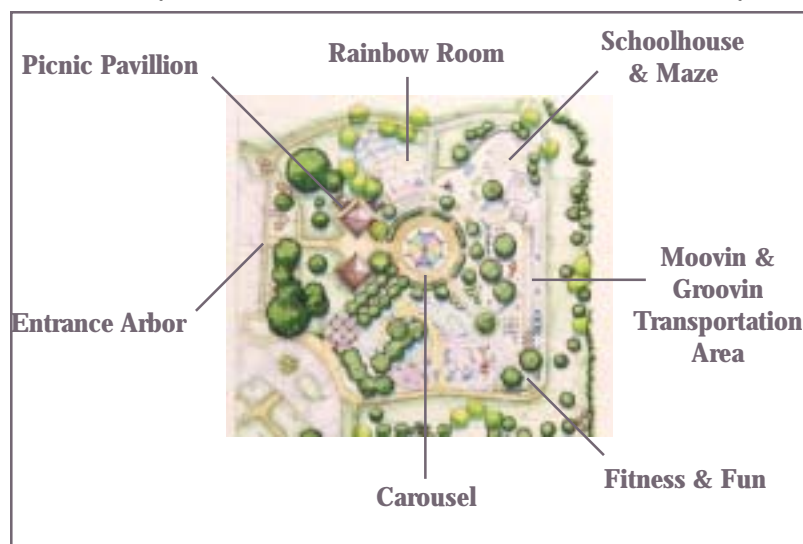 Rainbow Room
Schoolhouse
& Maze
Picnic Pavillion
Moovin &
Groovin
Transportation
Area
Entrance Arbor
Fitness & Fun
Carousel